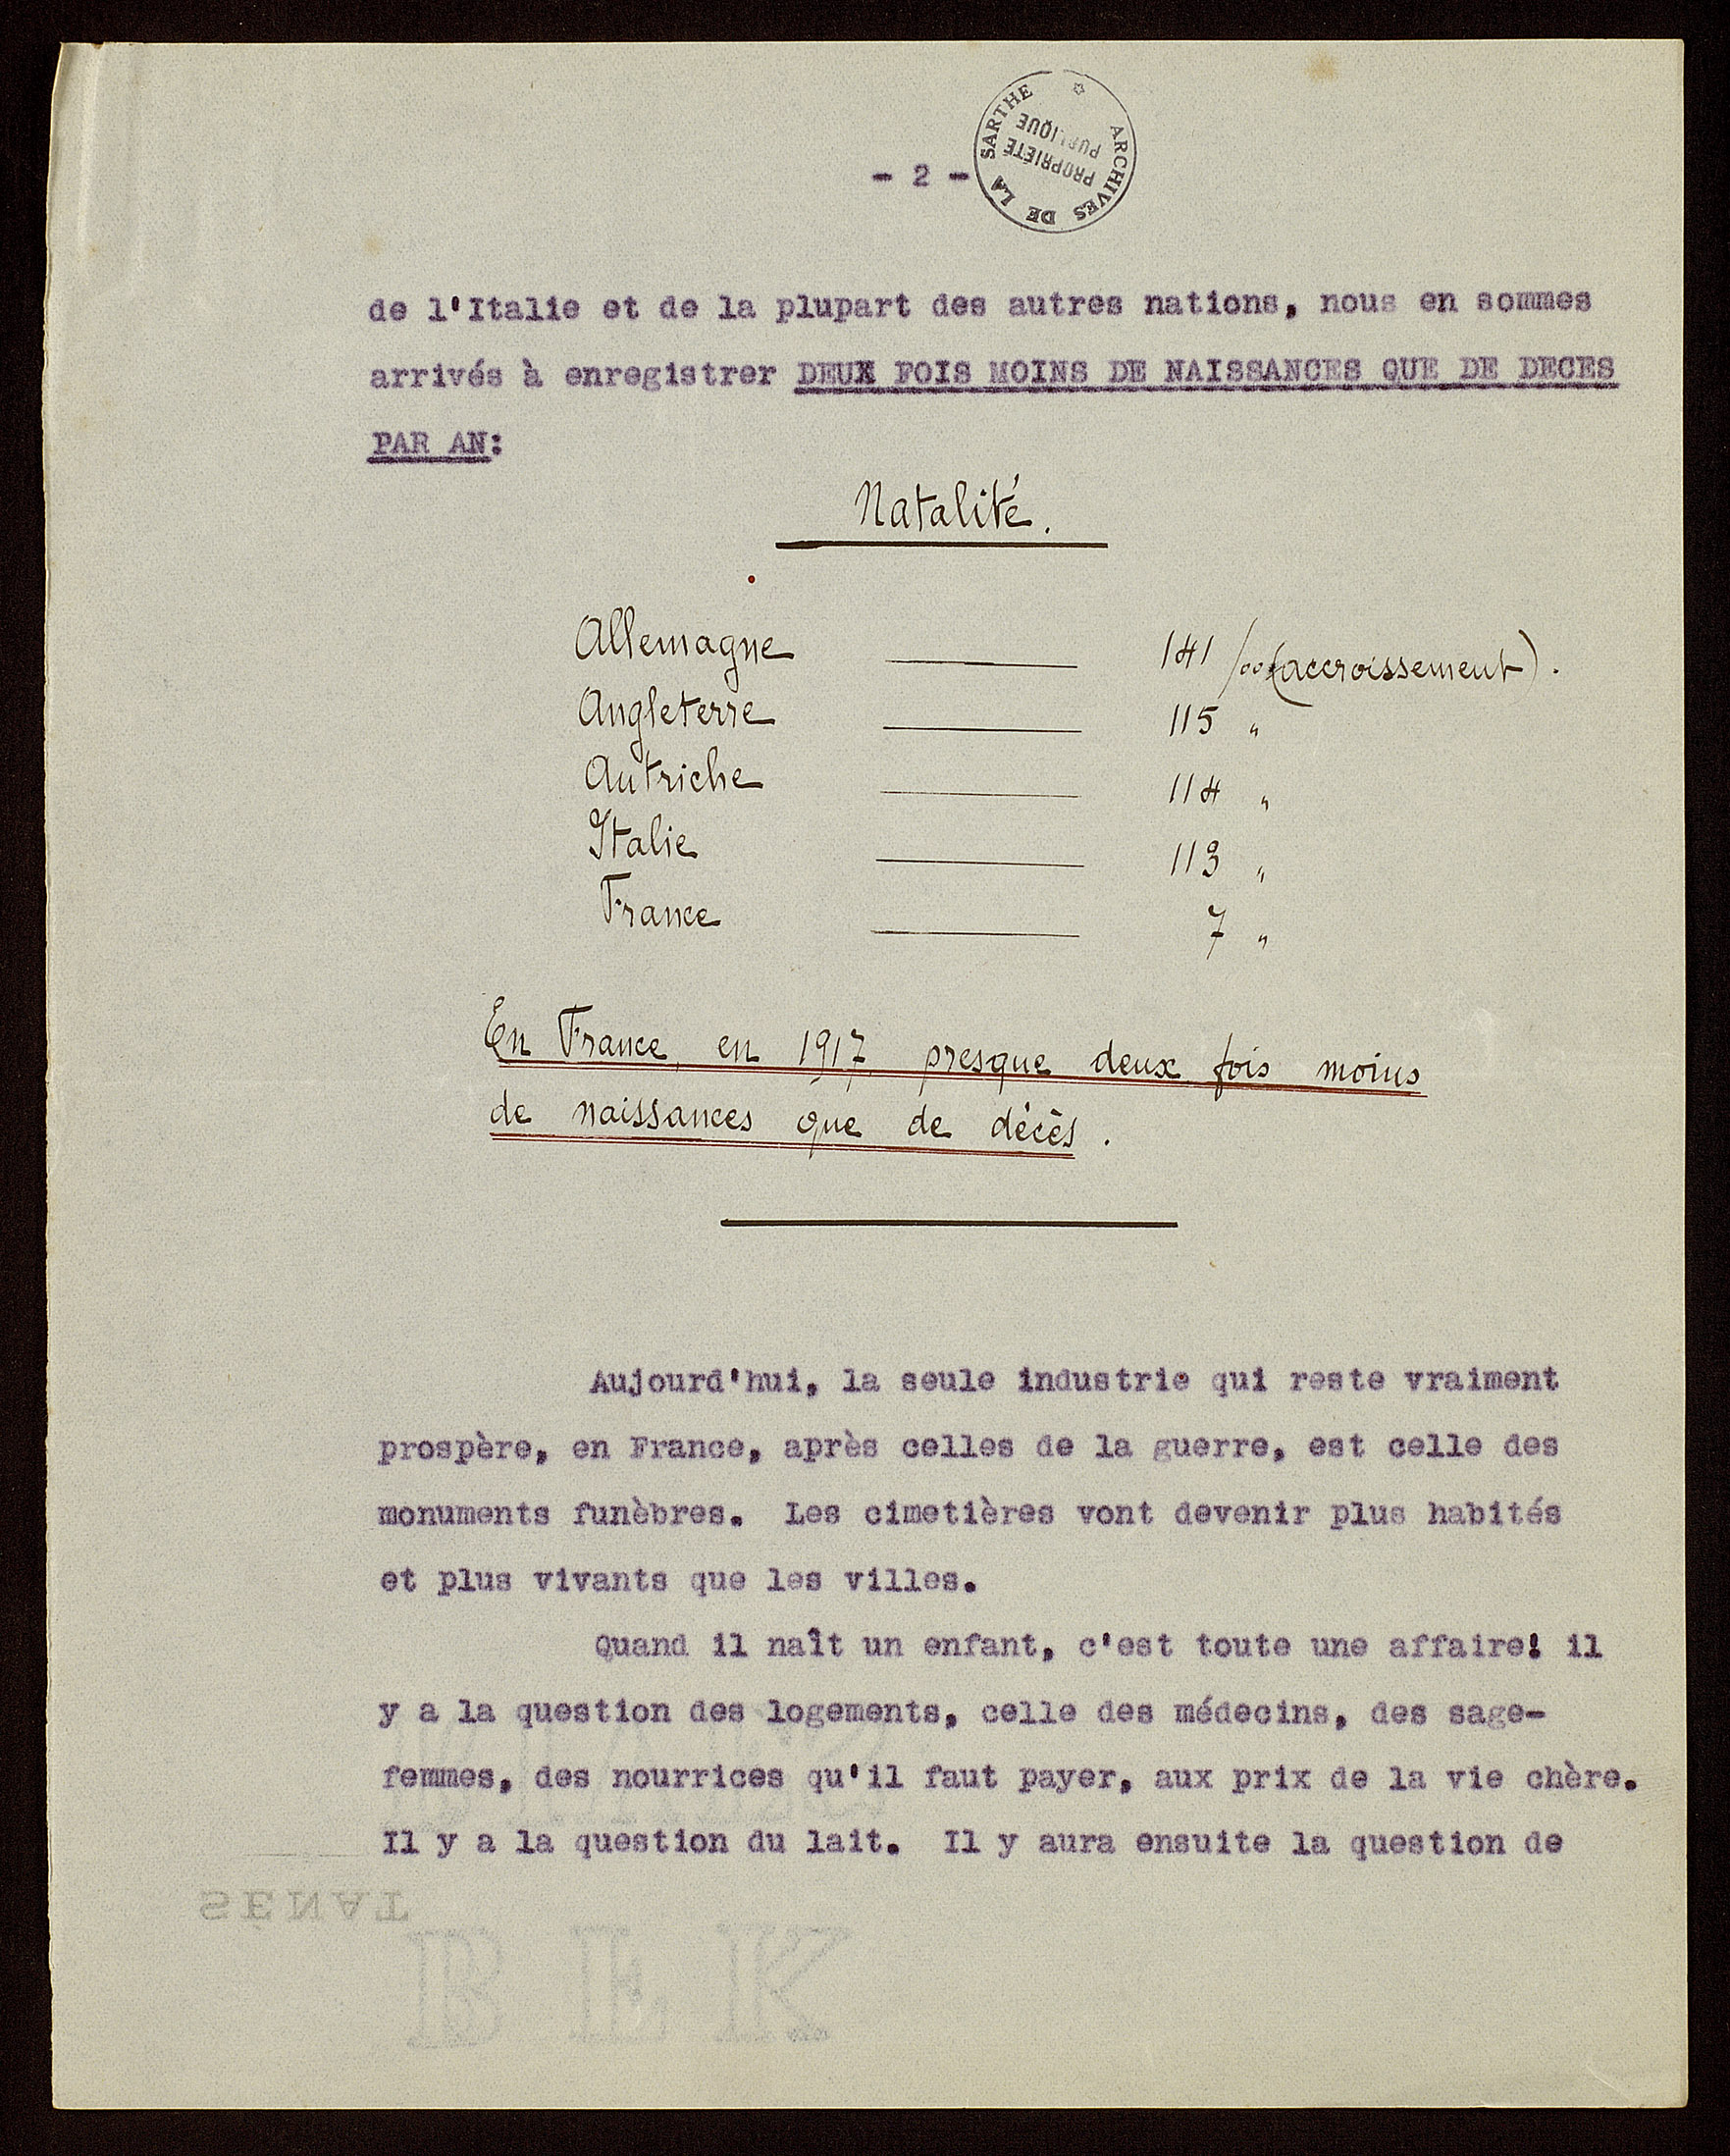 - 2 -
ARCHIVES DE LA SARTHE
PROPRIÉTÉ
PUBLIQUE
de l'Italie et de la plupart des autres nations, nous en sommes
arrivés à enregistrer DEUX FOIS MOINS DE NAISSANCES QUE DE DECES
PAR AN:
Natalité.
Allemagne 141 /oo (accroissement).
Angleterre 115 "
Autriche 114 "
Italie 113 "
France 7 "
En France, en 1917, presque deux fois moins
de naissances que de décès.
Aujourd'hui, la seule industrie qui reste vraiment
prospère, en France, après celles de la guerre, est celle des
monuments funèbres. Les cimetières vont devenir plus habités
et plus vivants que les villes.
Quand il naît un enfant, c'est toute une affaire! il
y a la question des logements, celle des médecins, des sage-
femmes, des nourrices qu'il faut payer, aux prix de la vie chère.
Il y a la question du lait. Il y aura ensuite la question de
SÉNAT